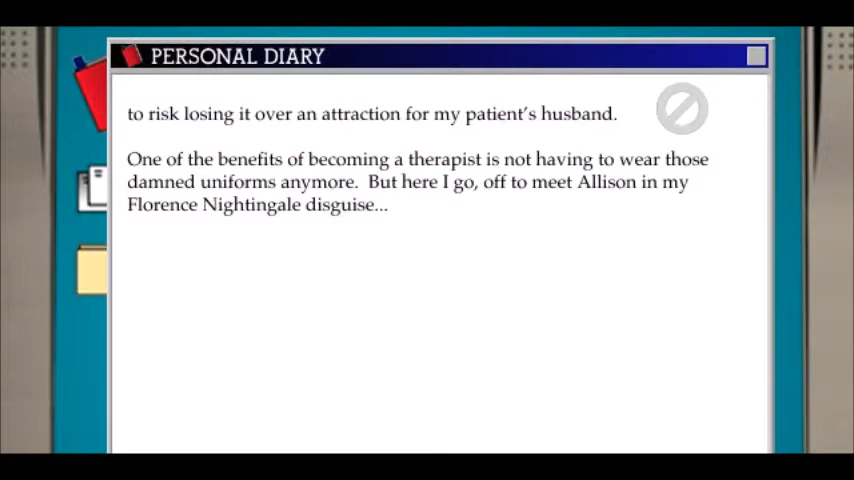 PERSONAL DIARY
to risk losing it over an attraction for my patient’s husband.
One of the benefits of becoming a therapist is not having to wear those
damned uniforms anymore.  But here I go, off to meet Allison in my
Florence Nightingale disguise...